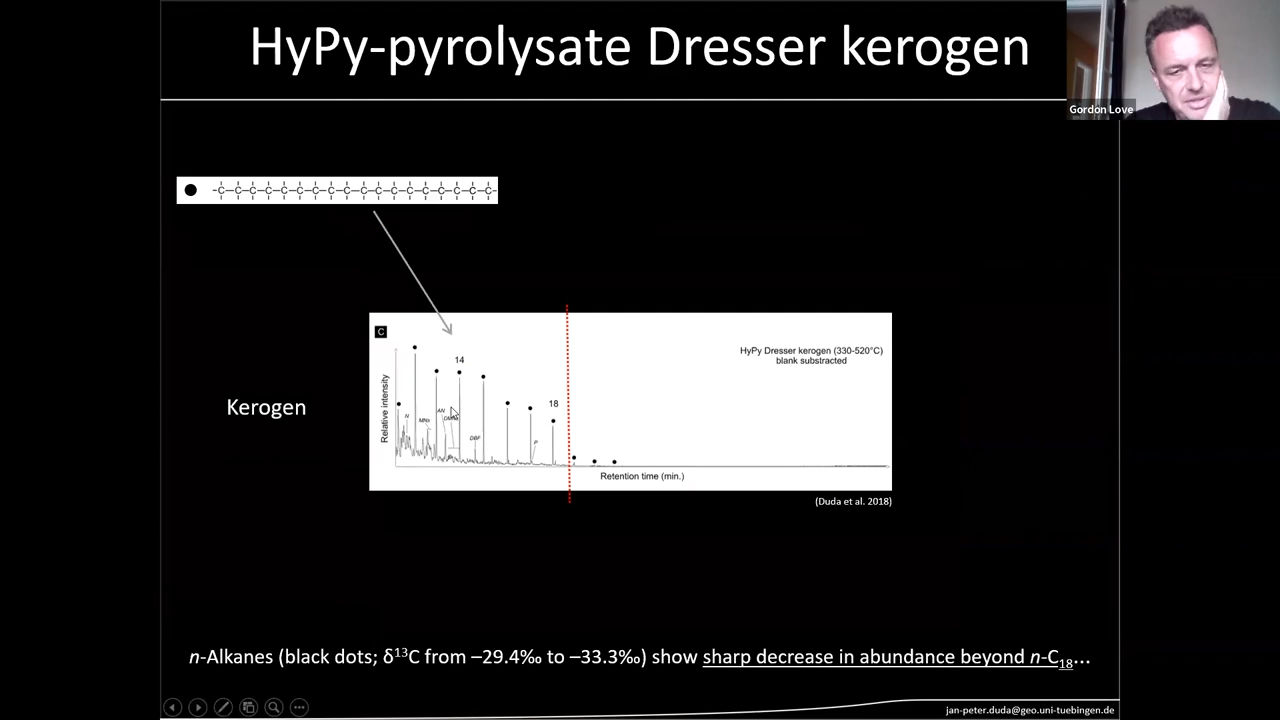 HyPy-pyrolysate Dresser kerogen
Gordon Love
-C-C-C-C-C-C-C-C-C-C-C-C-C-C-C-C-C-C-
C
HyPy Dresser kerogen (330-520°C)
blank substracted
14
18
Relative intensity
N
MNs
AN
DBF
P
Kerogen
Retention time (min.)
(Duda et al. 2018)
n-Alkanes (black dots; δ¹³C from –29.4‰ to –33.3‰) show sharp decrease in abundance beyond n-C₁₈...
jan-peter.duda@geo.uni-tuebingen.de